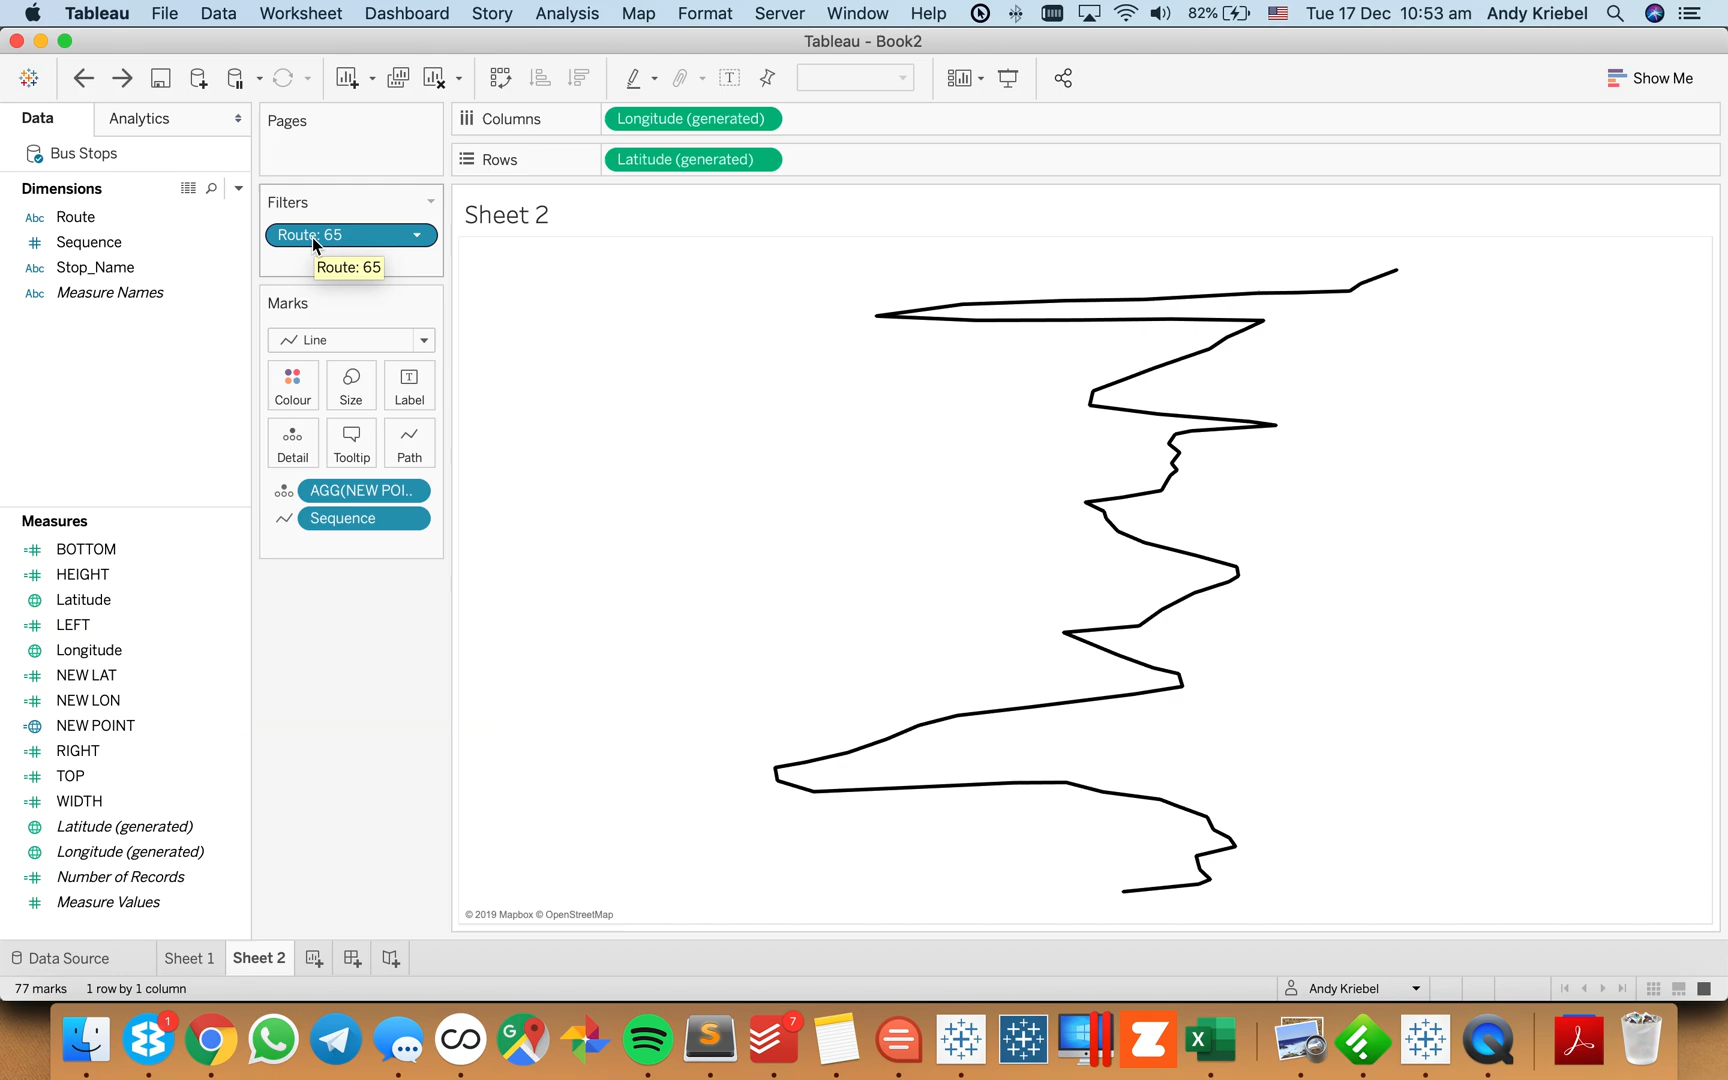 Tableau File Data Worksheet Dashboard Story Analysis Map Format Server Window Help 82% Tue 17 Dec 10:53 am Andy Kriebel
Tableau - Book2
Show Me
Data Analytics
Bus Stops
Dimensions
Abc Route
Sequence
Abc Stop_Name
Abc Measure Names
Measures
BOTTOM
HEIGHT
Latitude
LEFT
Longitude
NEW LAT
NEW LON
NEW POINT
RIGHT
TOP
WIDTH
Latitude (generated)
Longitude (generated)
Number of Records
Measure Values
Pages
Filters
Route: 65
Route: 65
Marks
Line
Colour Size Label
Detail Tooltip Path
AGG(NEW POI..
Sequence
Columns Longitude (generated)
Rows Latitude (generated)
Sheet 2
© 2019 Mapbox © OpenStreetMap
Data Source Sheet 1 Sheet 2
77 marks 1 row by 1 column Andy Kriebel
1
7